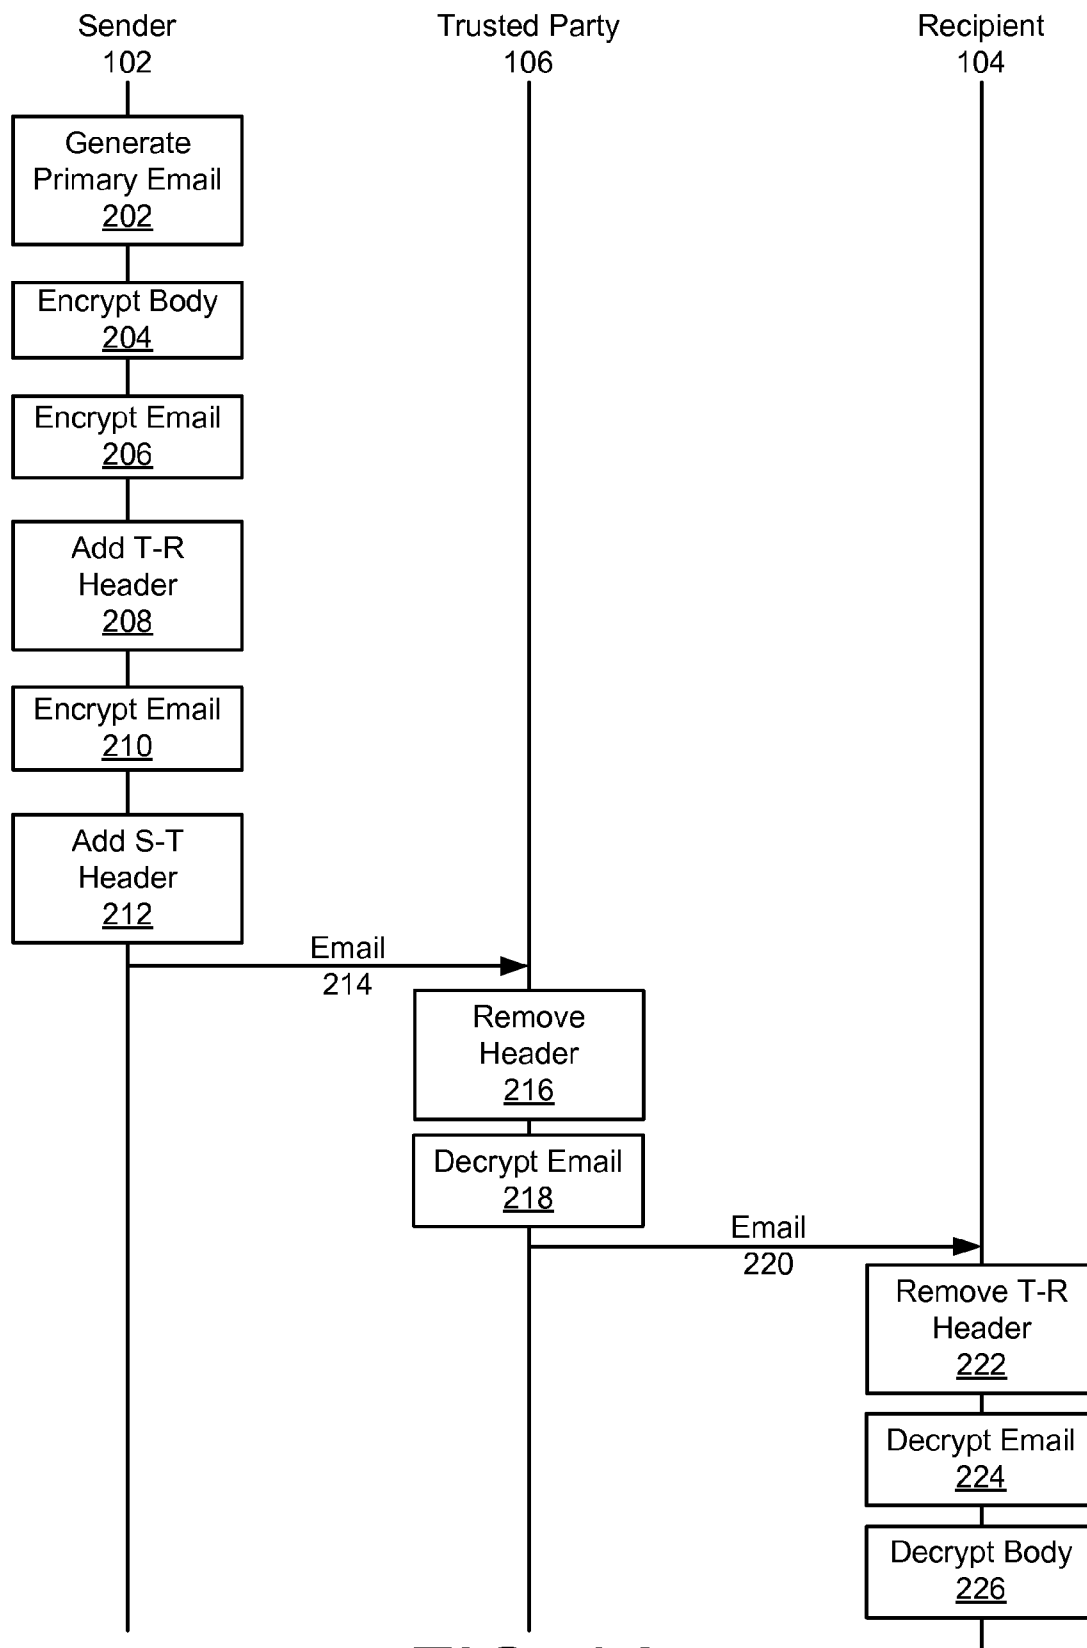 Sender
102
Trusted Party
106
Recipient
104
Generate
Primary Email
202
Encrypt Body
204
Encrypt Email
206
Add T-R
Header
208
Encrypt Email
210
Add S-T
Header
212
Email
214
Remove
Header
216
Decrypt Email
218
Email
220
Remove T-R
Header
222
Decrypt Email
224
Decrypt Body
226